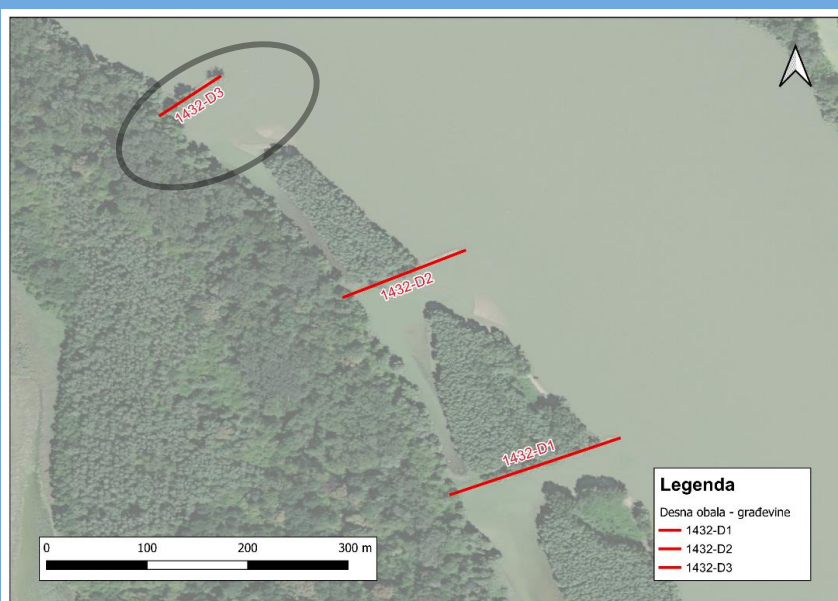 1432-D3
1432-D2
1432-D1
Legenda
Desna obala - građevine
1432-D1
1432-D2
1432-D3
0 100 200 300 m